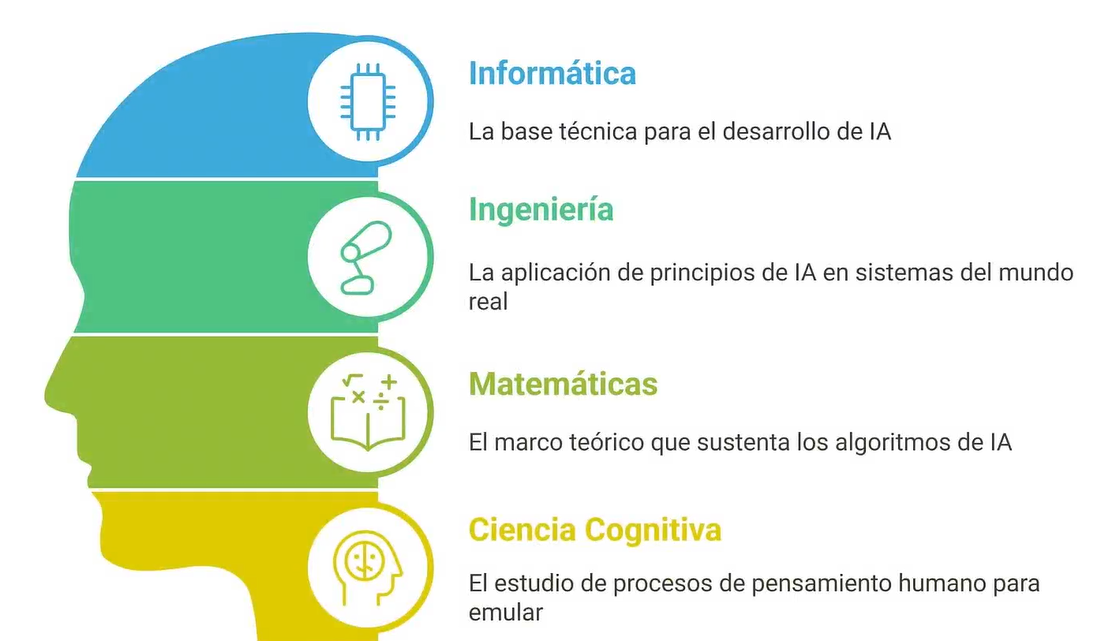 Informática
La base técnica para el desarrollo de IA
Ingeniería
La aplicación de principios de IA en sistemas del mundo
real
Matemáticas
El marco teórico que sustenta los algoritmos de IA
Ciencia Cognitiva
El estudio de procesos de pensamiento humano para
emular